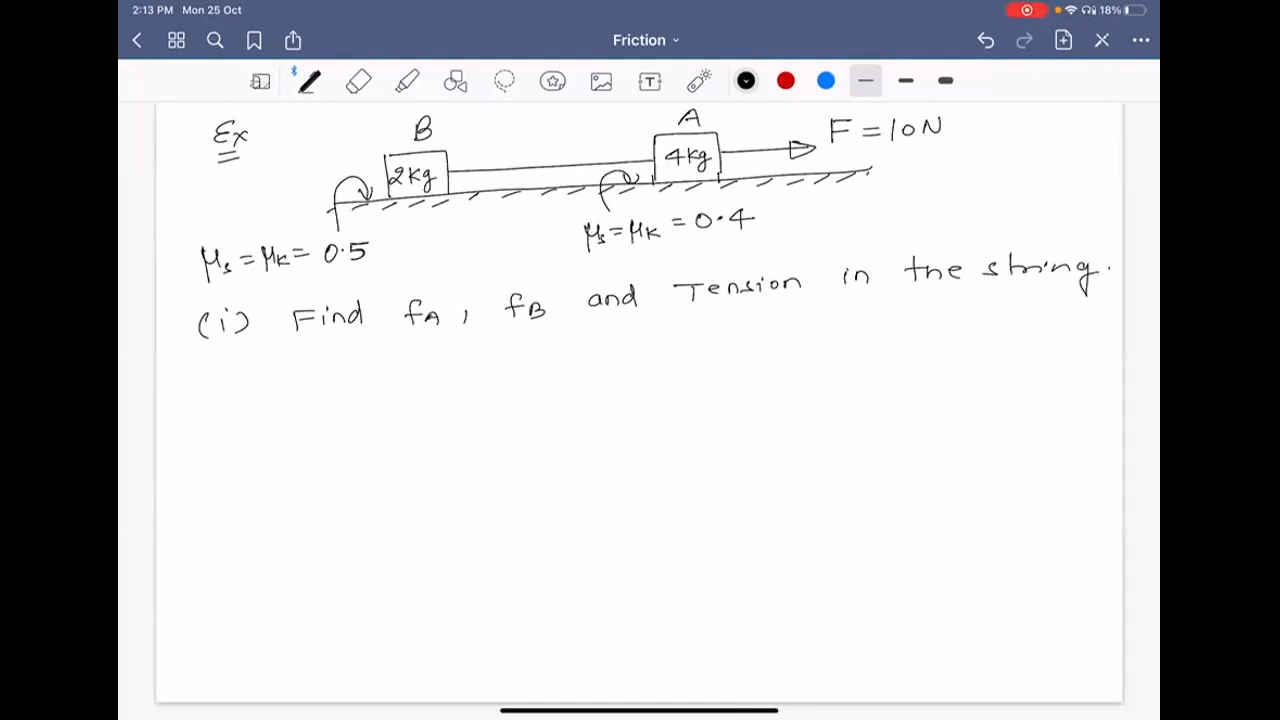 2:13 PM Mon 25 Oct
18%
Friction
T
Ex
B
A
F = 10N
2kg
4kg
μs = μK = 0.4
μs = μK = 0.5
(i) Find fA , fB and Tension in the string.